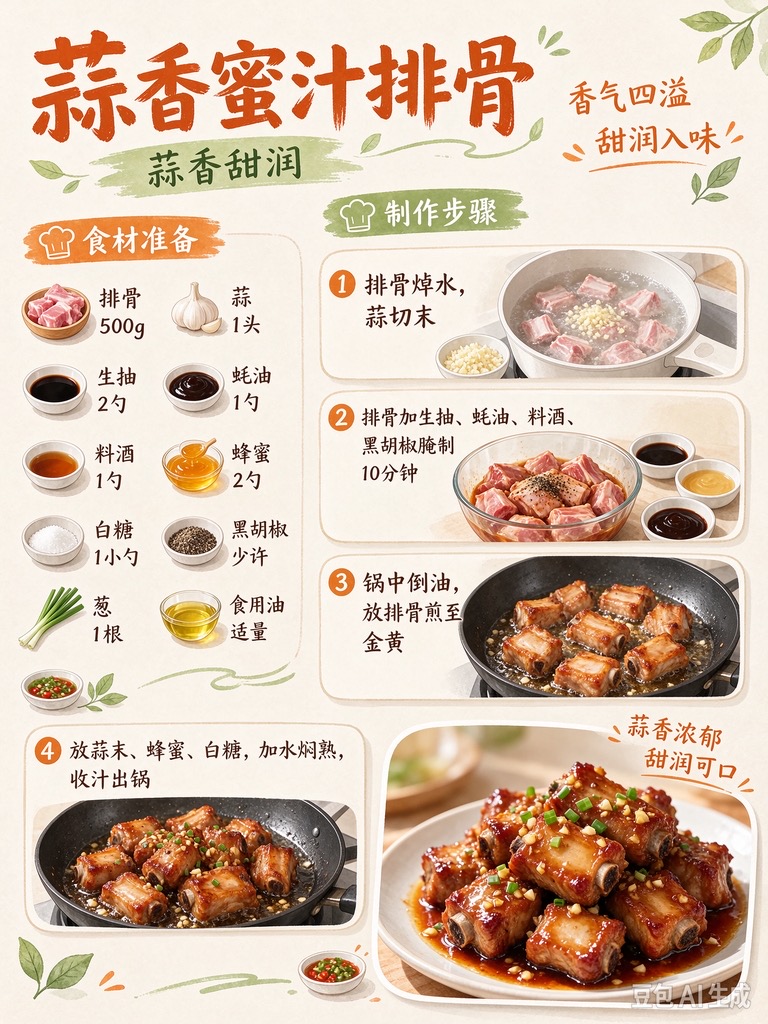 蒜香蜜汁排骨
蒜香甜润
香气四溢
甜润入味
食材准备
排骨
500g
蒜
1头
生抽
2勺
蚝油
1勺
料酒
1勺
蜂蜜
2勺
白糖
1小勺
黑胡椒
少许
葱
1根
食用油
适量
制作步骤
1 排骨焯水，
蒜切末
2 排骨加生抽、蚝油、料酒、
黑胡椒腌制
10分钟
3 锅中倒油，
放排骨煎至
金黄
4 放蒜末、蜂蜜、白糖，加水焖熟，
收汁出锅
蒜香浓郁
甜润可口
豆包AI生成